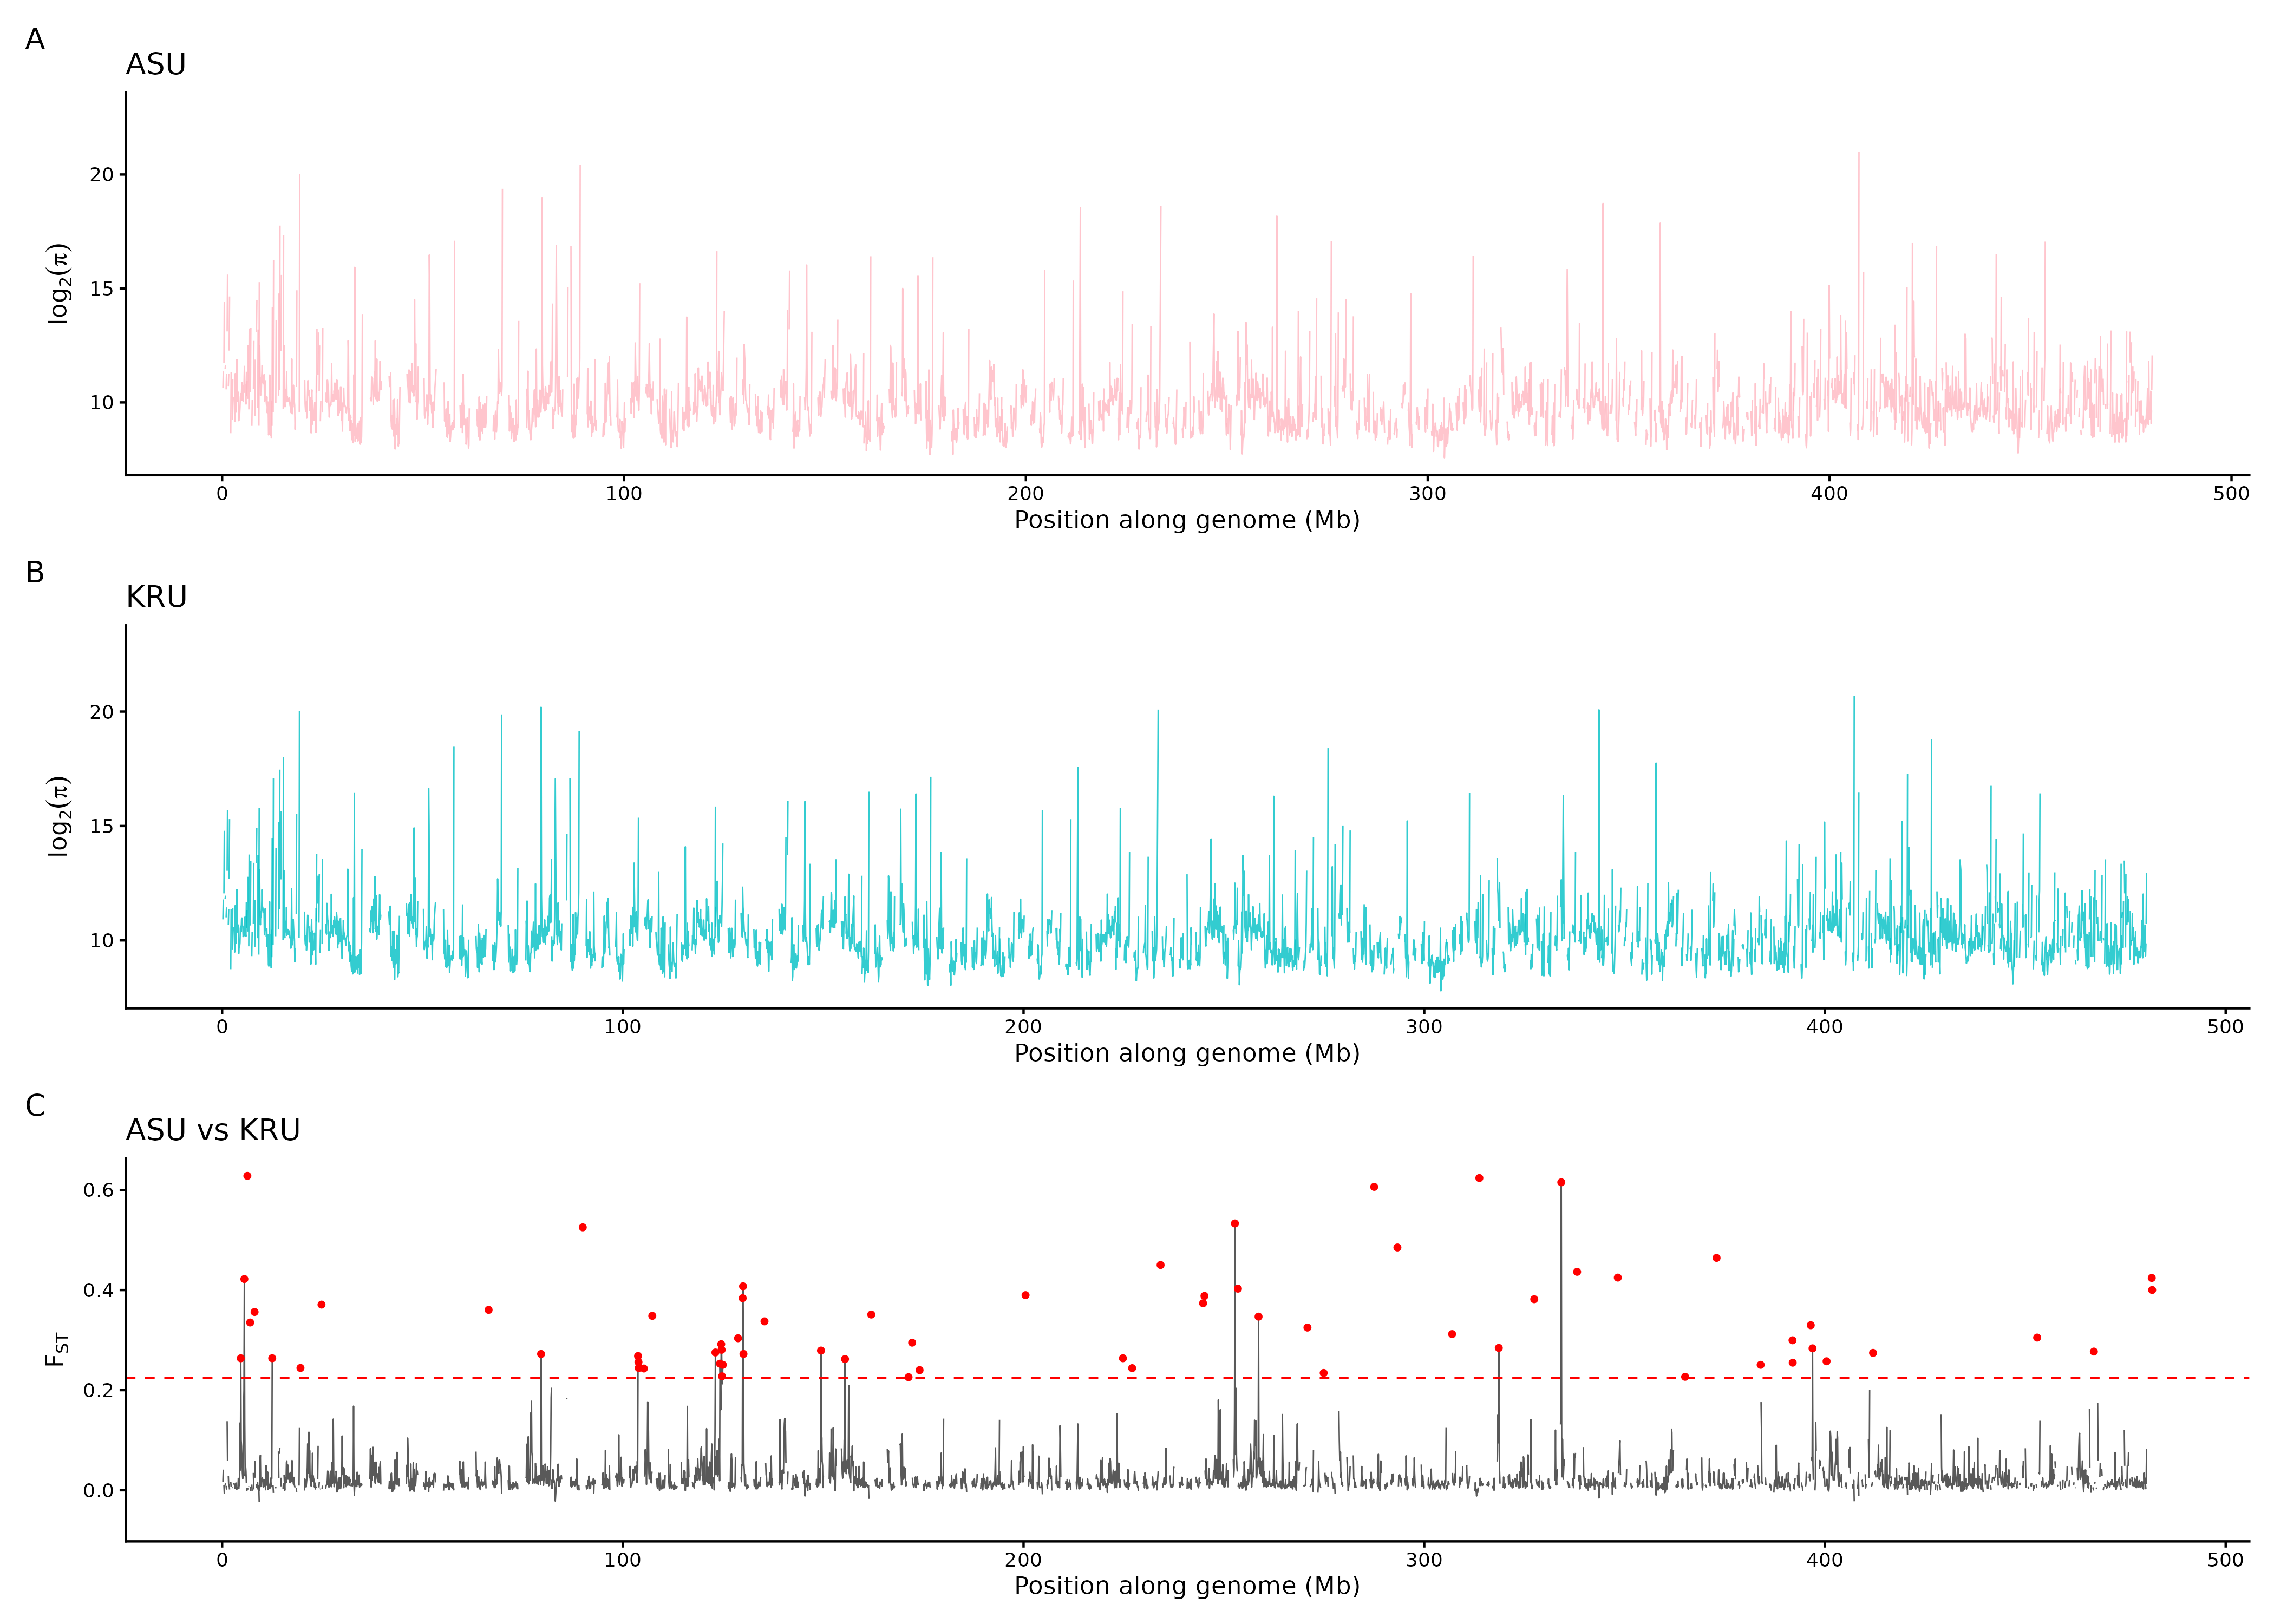 A
ASU
20
15
10
log2(π)
0 100 200 300 400 500
Position along genome (Mb)
B
KRU
20
15
10
log2(π)
0 100 200 300 400 500
Position along genome (Mb)
C
ASU vs KRU
0.6
0.4
0.2
0.0
FST
0 100 200 300 400 500
Position along genome (Mb)